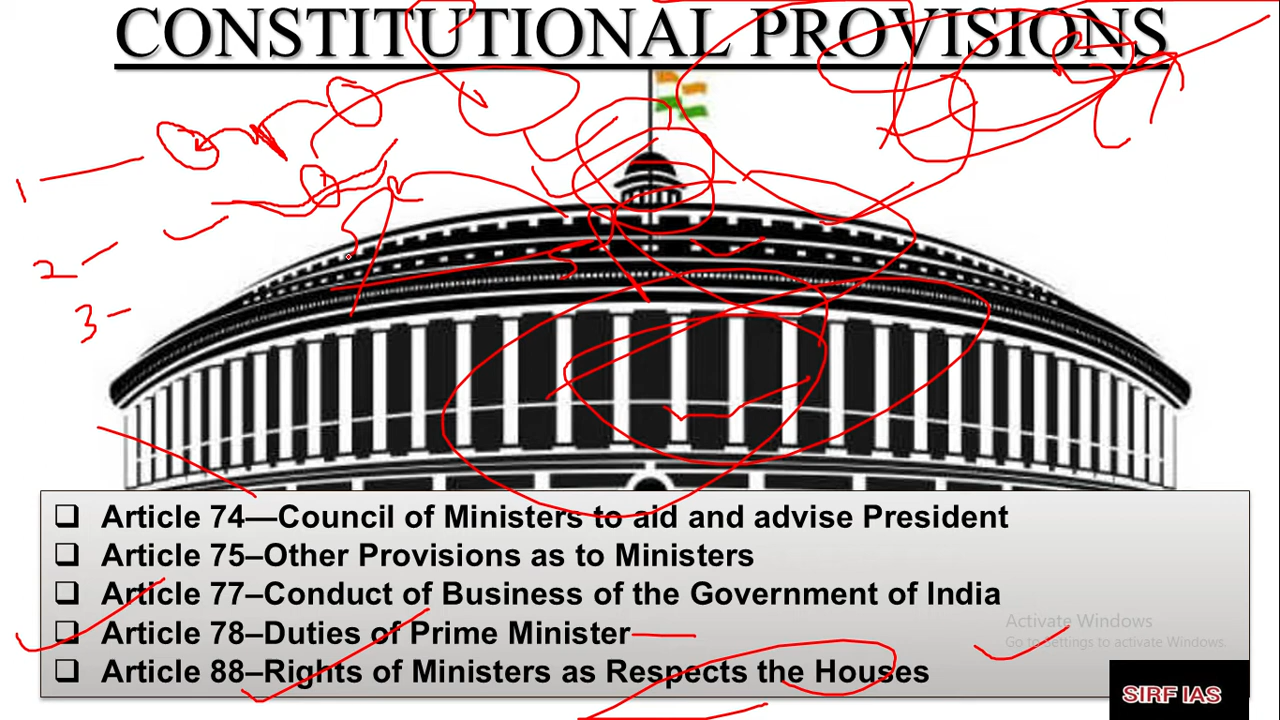 CONSTITUTIONAL PROVISIONS
1
2
3
❑ Article 74—Council of Ministers to aid and advise President
❑ Article 75–Other Provisions as to Ministers
❑ Article 77–Conduct of Business of the Government of India
❑ Article 78–Duties of Prime Minister
❑ Article 88–Rights of Ministers as Respects the Houses
Activate Windows
Go to Settings to activate Windows.
SIRF IAS